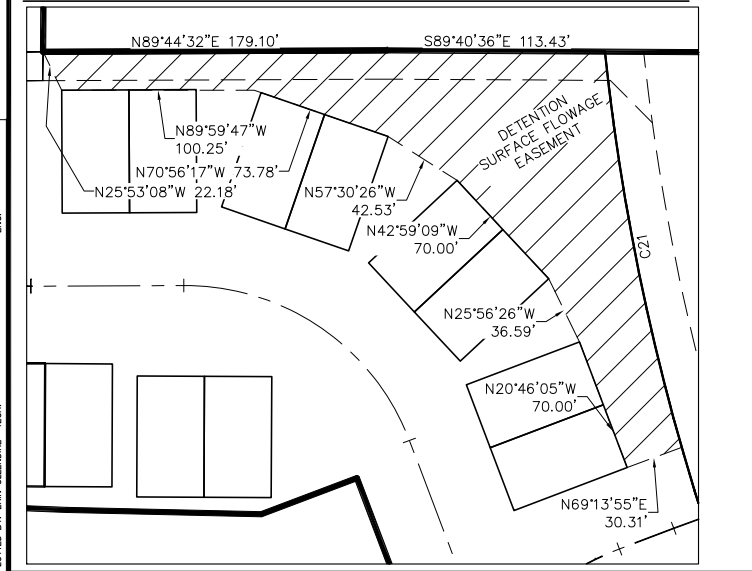 N89°44'32"E 179.10'
S89°40'36"E 113.43'
DETENTION
SURFACE FLOWAGE
EASEMENT
N89°59'47"W
100.25'
N70°56'17"W 73.78'
N25°53'08"W 22.18'
N57°30'26"W
42.53'
N42°59'09"W
70.00'
C21
N25°56'26"W
36.59'
N20°46'05"W
70.00'
N69°13'55"E
30.31'